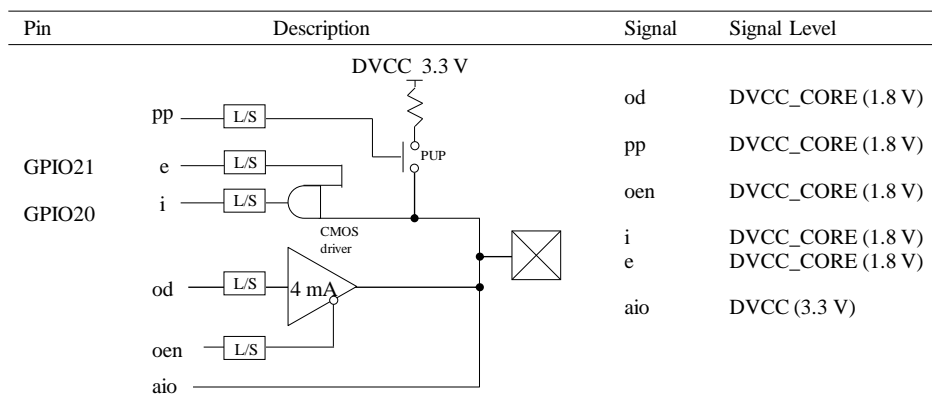 Pin Description Signal Signal Level
DVCC 3.3 V
od DVCC_CORE (1.8 V)
pp L/S
PUP
pp DVCC_CORE (1.8 V)
GPIO21
e L/S
oen DVCC_CORE (1.8 V)
GPIO20
i L/S
CMOS
driver
i DVCC_CORE (1.8 V)
e DVCC_CORE (1.8 V)
od L/S 4 mA
aio DVCC (3.3 V)
oen L/S
aio